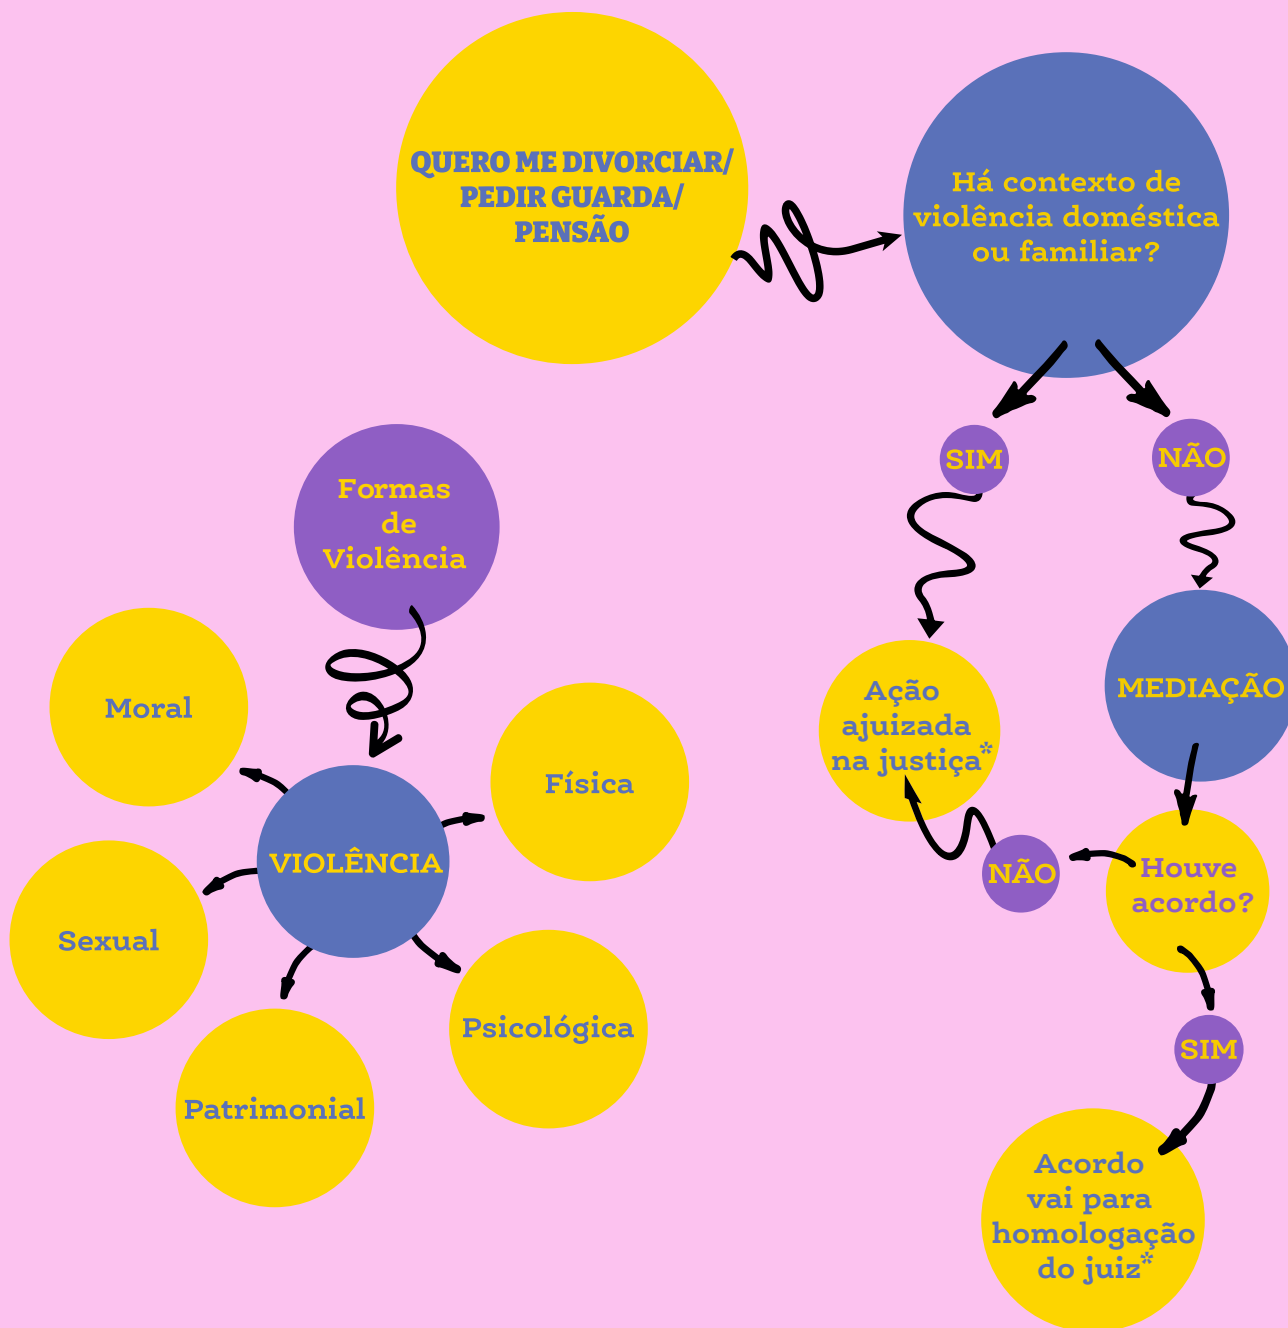 QUERO ME DIVORCIAR/
PEDIR GUARDA/
PENSÃO
Há contexto de
violência doméstica
ou familiar?
SIM
NÃO
Formas
de
Violência
MEDIAÇÃO
Ação
ajuizada
na justiça*
Moral
Física
VIOLÊNCIA
Houve
acordo?
NÃO
Sexual
Psicológica
SIM
Patrimonial
Acordo
vai para
homologação
do juiz*